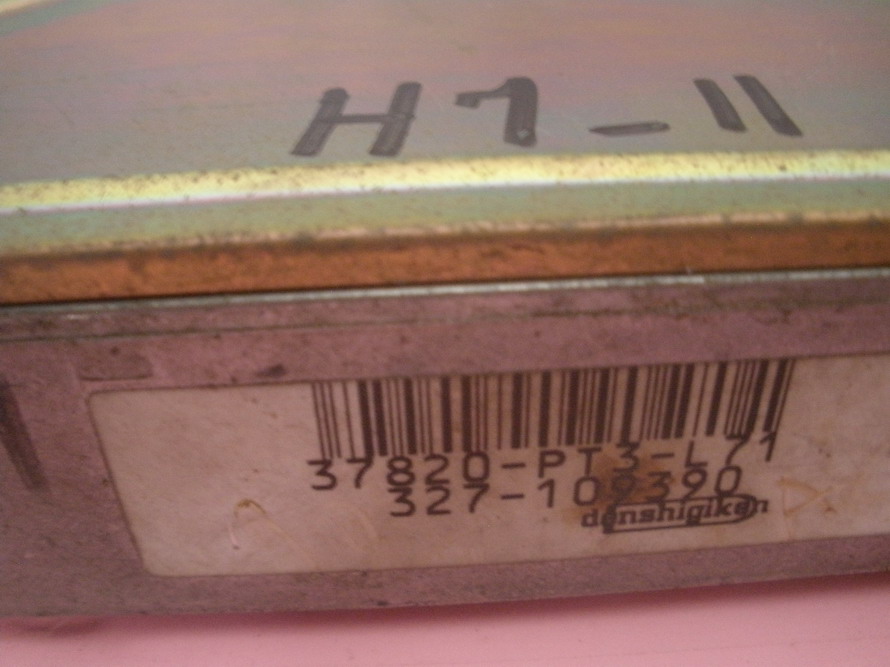 H1-11
37820-PT3-L71
327-109390
denshigiken